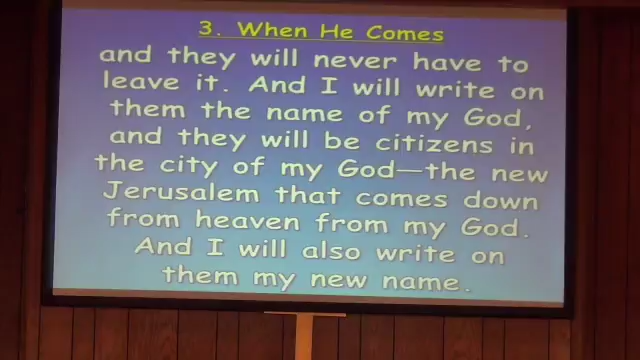 3. When He Comes
and they will never have to
leave it. And I will write on
them the name of my God,
and they will be citizens in
the city of my God—the new
Jerusalem that comes down
from heaven from my God.
And I will also write on
them my new name.